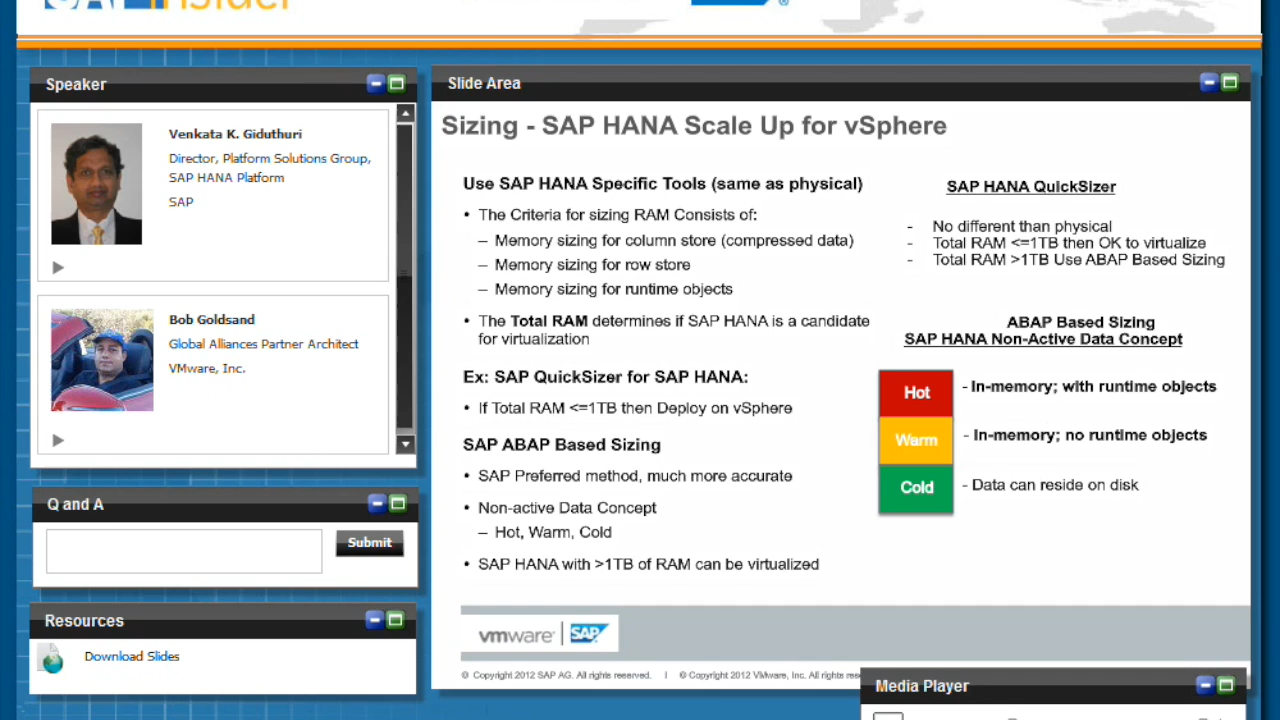 SAP insider
SAP
®
Speaker
Venkata K. Giduthuri
Director, Platform Solutions Group,
SAP HANA Platform
SAP
Bob Goldsand
Global Alliances Partner Architect
VMware, Inc.
Q and A
Submit
Resources
Download Slides
Slide Area
Sizing - SAP HANA Scale Up for vSphere
Use SAP HANA Specific Tools (same as physical)
• The Criteria for sizing RAM Consists of:
– Memory sizing for column store (compressed data)
– Memory sizing for row store
– Memory sizing for runtime objects
• The Total RAM determines if SAP HANA is a candidate
for virtualization
Ex: SAP QuickSizer for SAP HANA:
• If Total RAM <=1TB then Deploy on vSphere
SAP ABAP Based Sizing
• SAP Preferred method, much more accurate
• Non-active Data Concept
– Hot, Warm, Cold
• SAP HANA with >1TB of RAM can be virtualized
SAP HANA QuickSizer
- No different than physical
- Total RAM <=1TB then OK to virtualize
- Total RAM >1TB Use ABAP Based Sizing
ABAP Based Sizing
SAP HANA Non-Active Data Concept
Hot - In-memory; with runtime objects
Warm - In-memory; no runtime objects
Cold - Data can reside on disk
vmware | SAP
© Copyright 2012 SAP AG. All rights reserved. I © Copyright 2012 VMware, Inc. All rights
Media Player